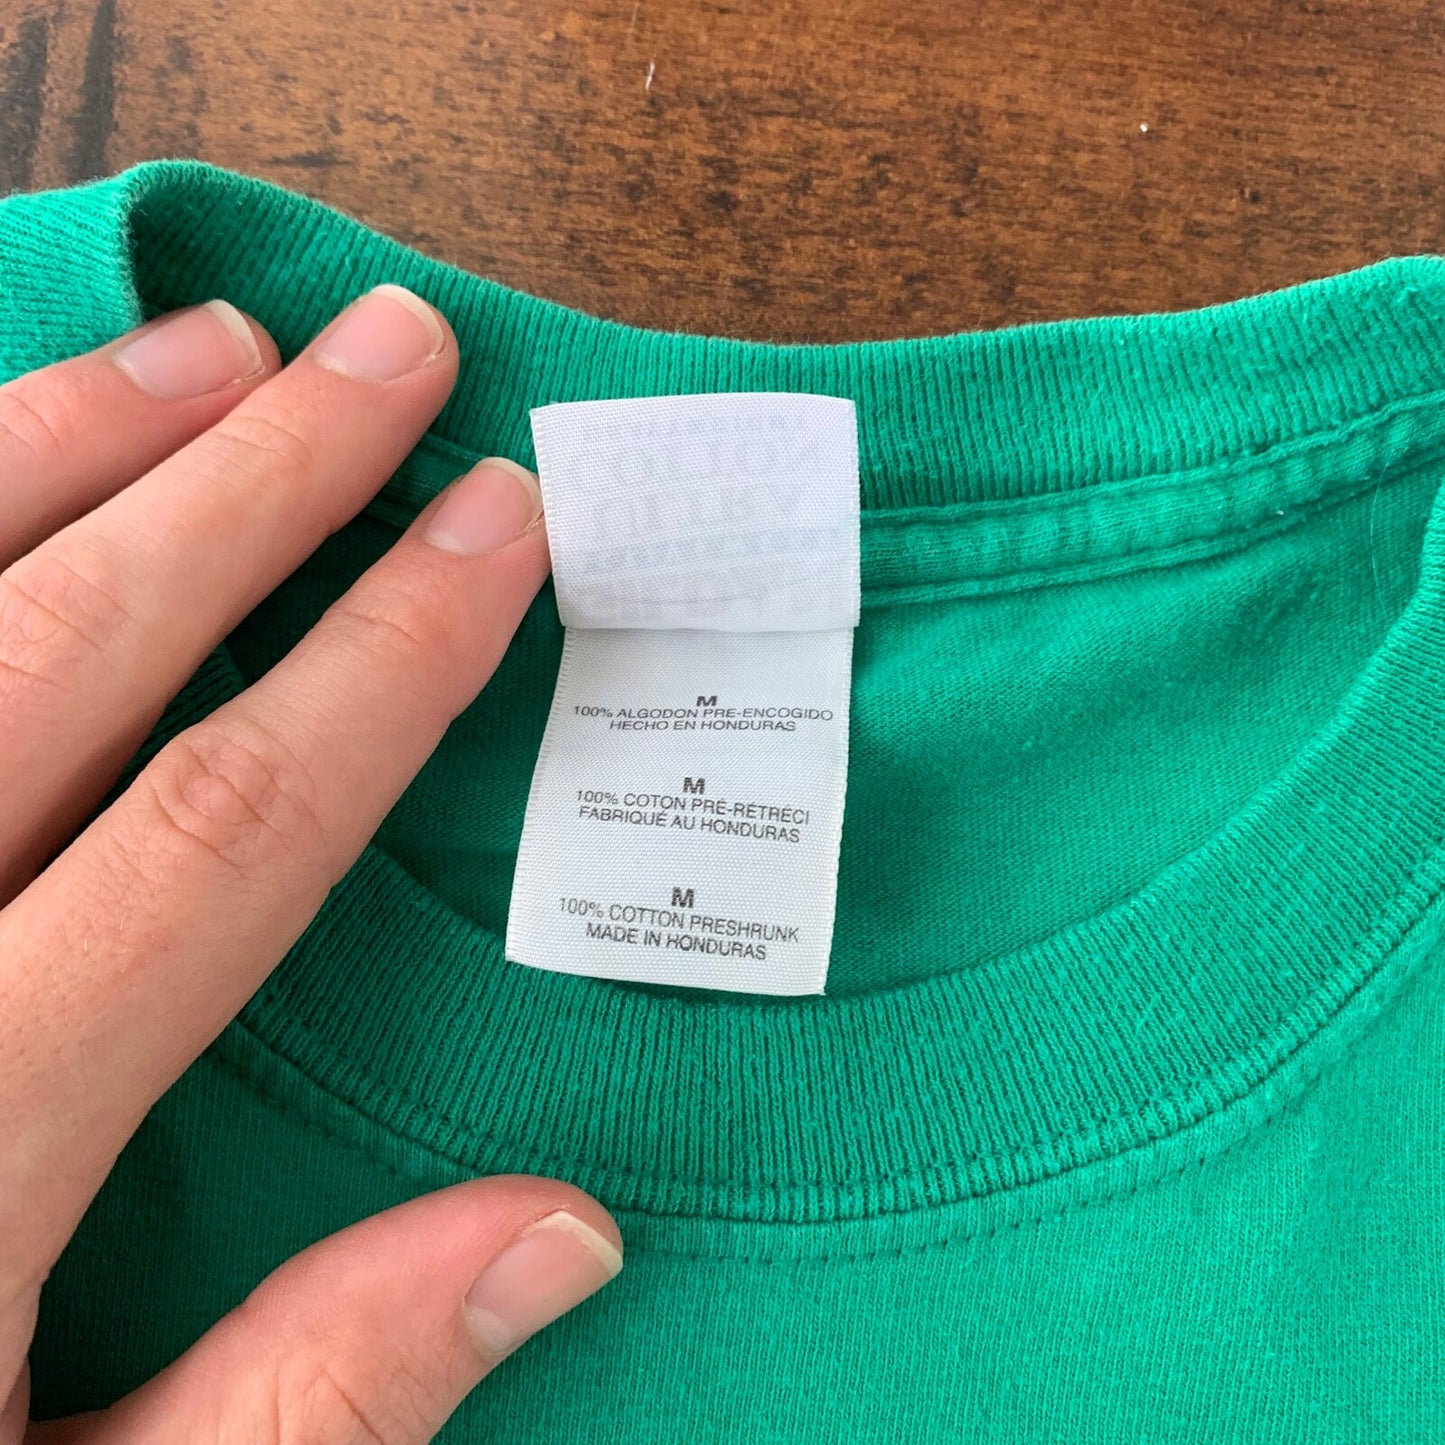 M
100% ALGODON PRE-ENCOGIDO
HECHO EN HONDURAS
M
100% COTON PRÉ-RÉTRÉCI
FABRIQUÉ AU HONDURAS
M
100% COTTON PRESHRUNK
MADE IN HONDURAS